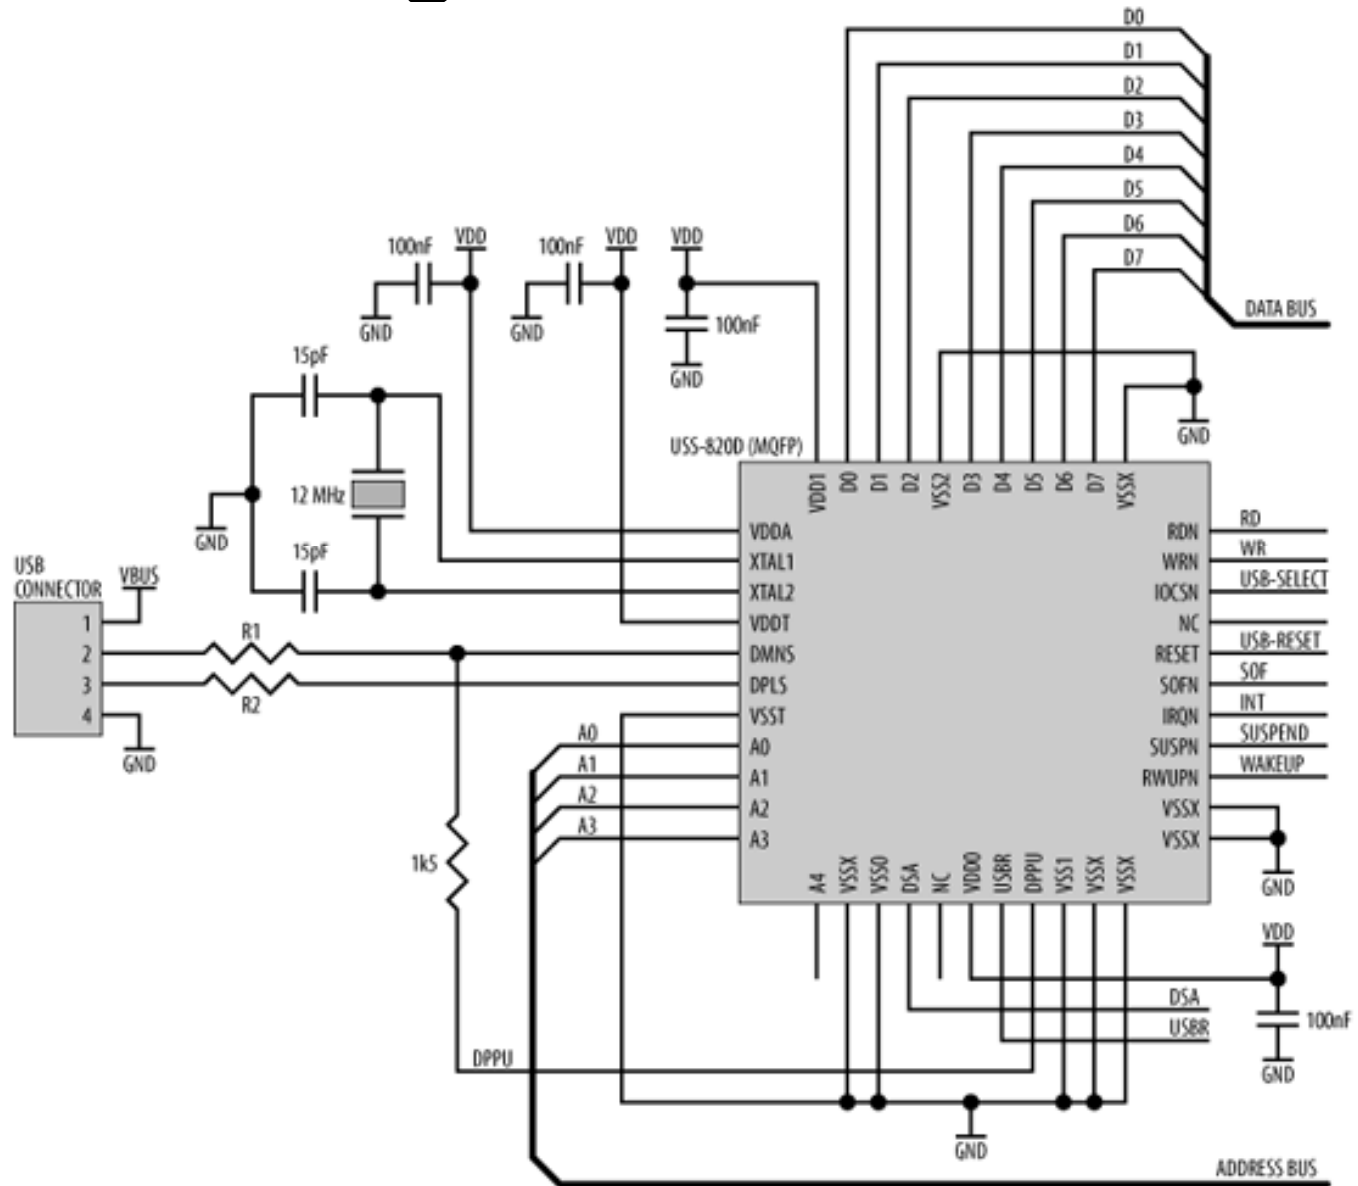 D0
D1
D2
D3
D4
D5
D6
D7
DATA BUS
100nF
VDD
100nF
VDD
VDD
GND
GND
100nF
GND
15pF
GND
USS-820D (MQFP)
VDD1
D0
D1
D2
VSS2
D3
D4
D5
D6
D7
VSSX
12 MHz
GND
15pF
USB
CONNECTOR
VBUS
1
2
3
4
R1
R2
GND
VDDA
XTAL1
XTAL2
VDDT
DMNS
DPLS
VSST
A0
A1
A2
A3
A0
A1
A2
A3
RDN
WRN
IOCSN
NC
RESET
SOFN
IRQN
SUSPN
RWUPN
VSSX
VSSX
RD
WR
USB-SELECT
USB-RESET
SOF
INT
SUSPEND
WAKEUP
GND
1k5
A4
VSSX
VSS0
DSA
NC
VDD0
USBR
DPPU
VSS1
VSSX
VSSX
VDD
DSA
USBR
100nF
GND
DPPU
GND
ADDRESS BUS